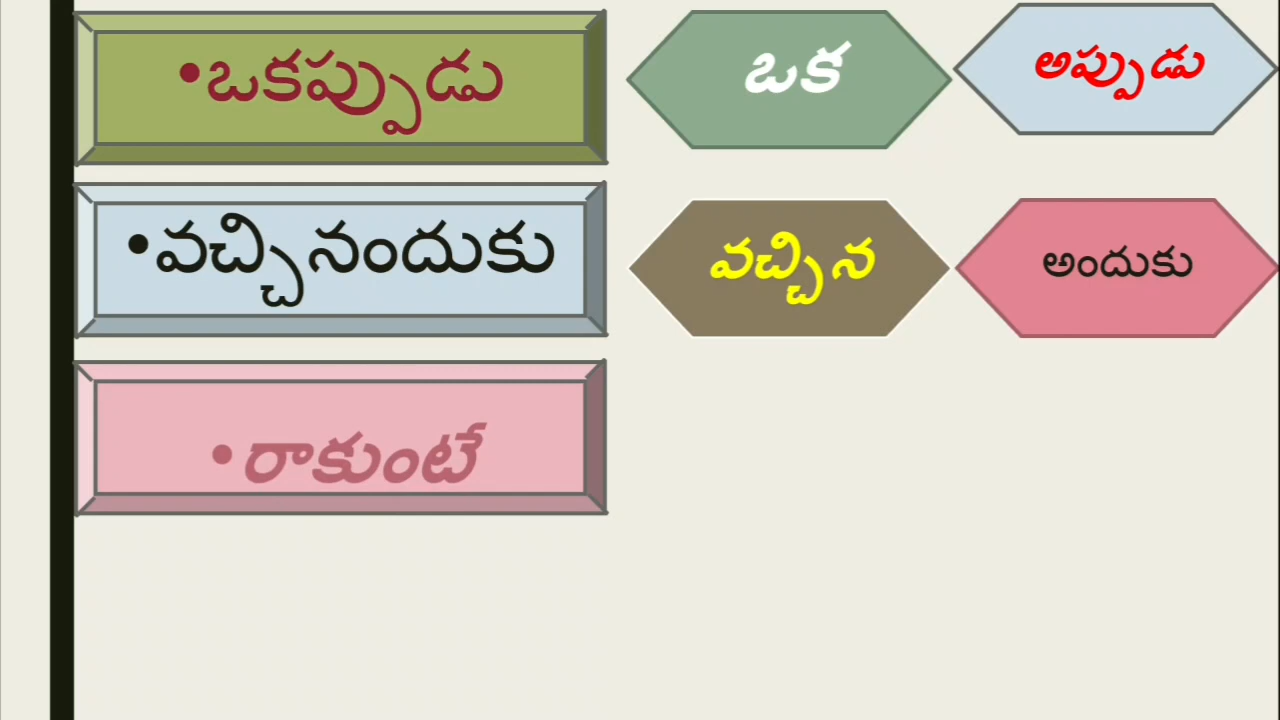 •ఒకప్పుడు ఒక అప్పుడు
•వచ్చినందుకు వచ్చిన అందుకు
•రాకుంటే